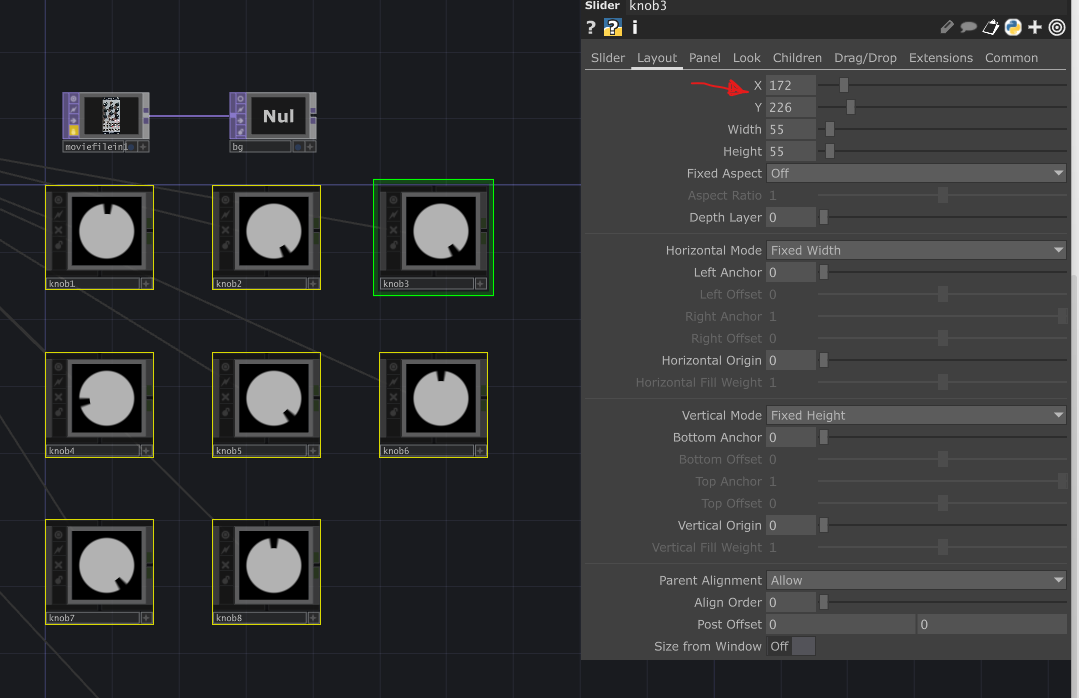 Slider knob3
? ? i
Slider Layout Panel Look Children Drag/Drop Extensions Common
X 172
Y 226
Width 55
Height 55
Fixed Aspect Off
Aspect Ratio 1
Depth Layer 0
Horizontal Mode Fixed Width
Left Anchor 0
Left Offset 0
Right Anchor 1
Right Offset 0
Horizontal Origin 0
Horizontal Fill Weight 1
Vertical Mode Fixed Height
Bottom Anchor 0
Bottom Offset 0
Top Anchor 1
Top Offset 0
Vertical Origin 0
Vertical Fill Weight 1
Parent Alignment Allow
Align Order 0
Post Offset 0 0
Size from Window Off
Nul
moviefilein1 bg
knob1 knob2 knob3
knob4 knob5 knob6
knob7 knob8